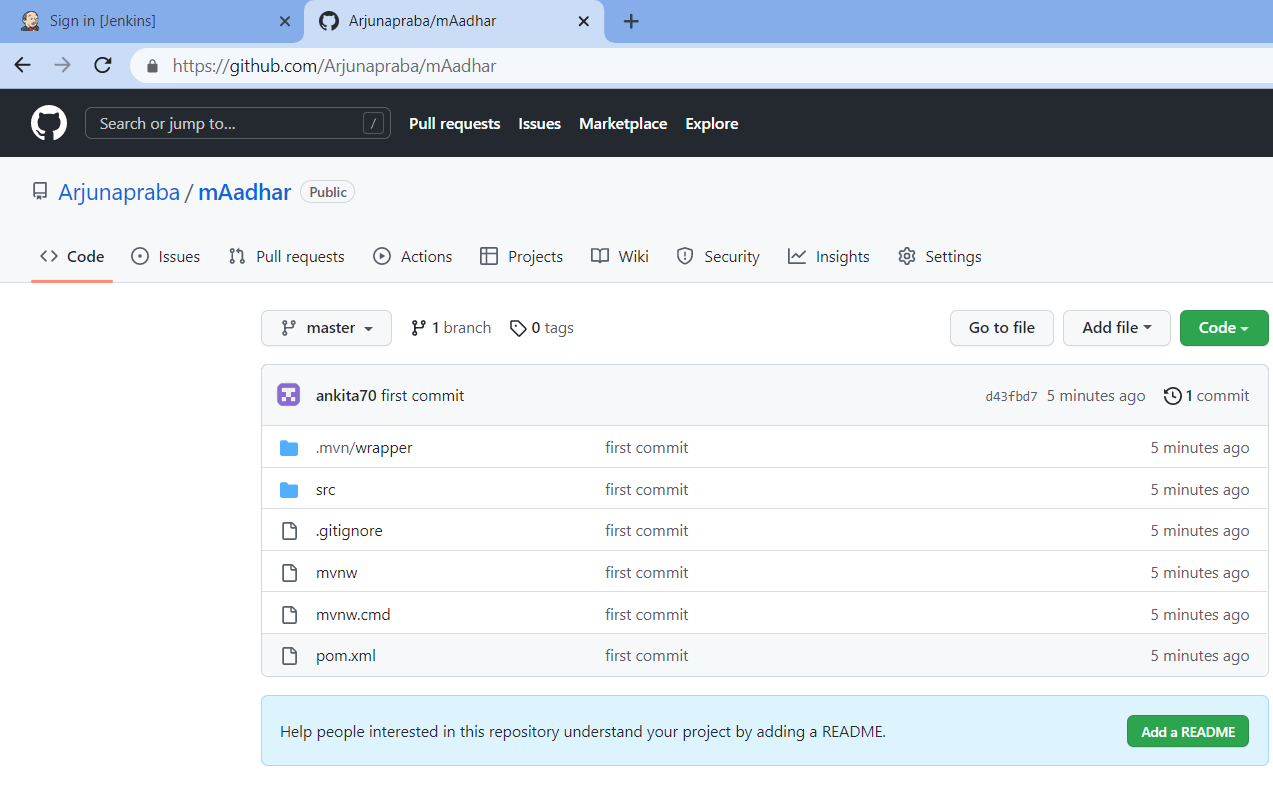 Sign in [Jenkins]
Arjunapraba/mAadhar
https://github.com/Arjunapraba/mAadhar
Search or jump to... / Pull requests Issues Marketplace Explore
Arjunapraba / mAadhar Public
Code Issues Pull requests Actions Projects Wiki Security Insights Settings
master 1 branch 0 tags Go to file Add file Code
ankita70 first commit d43fbd7 5 minutes ago 1 commit
.mvn/wrapper first commit 5 minutes ago
src first commit 5 minutes ago
.gitignore first commit 5 minutes ago
mvnw first commit 5 minutes ago
mvnw.cmd first commit 5 minutes ago
pom.xml first commit 5 minutes ago
Help people interested in this repository understand your project by adding a README. Add a README